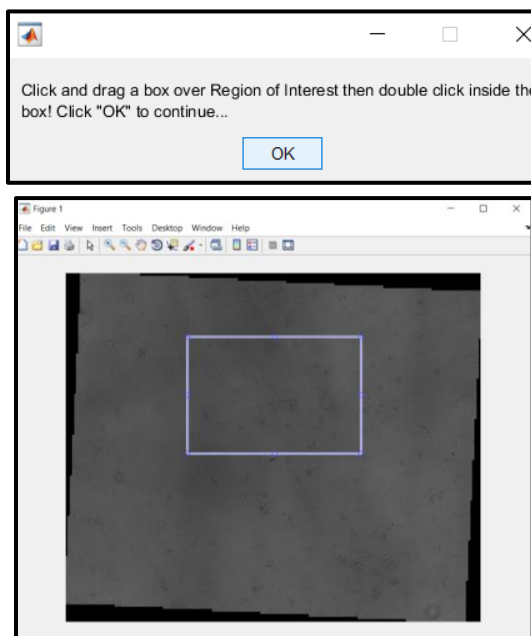 Click and drag a box over Region of Interest then double click inside the
box! Click "OK" to continue...
OK
Figure 1
File Edit View Insert Tools Desktop Window Help